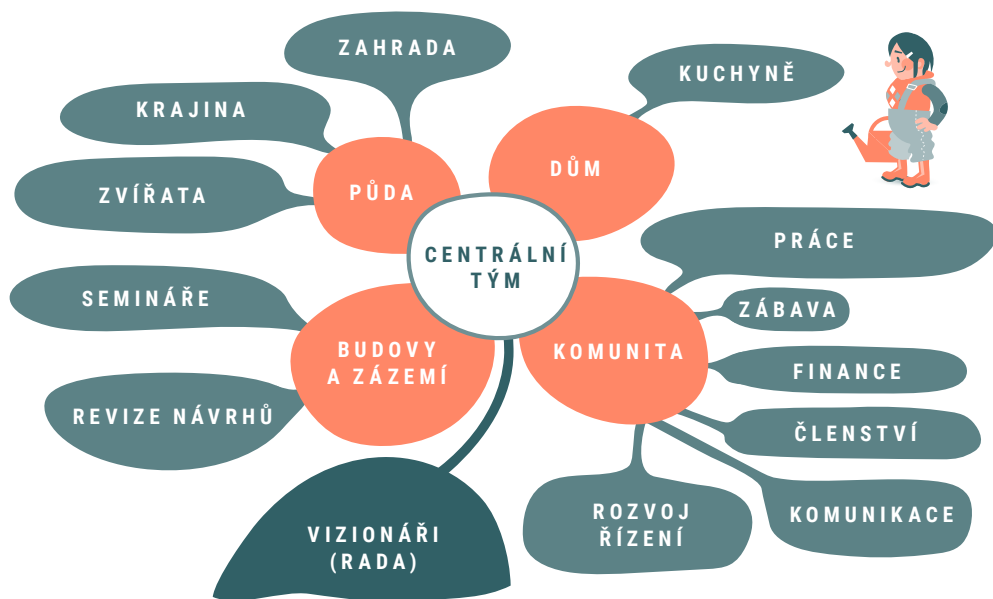 ZAHRADA
KUCHYNĚ
KRAJINA
DŮM
PŮDA
ZVÍŘATA
PRÁCE
CENTRÁLNÍ
TÝM
SEMINÁŘE
ZÁBAVA
BUDOVY
A ZÁZEMÍ
KOMUNITA
FINANCE
REVIZE NÁVRHŮ
ČLENSTVÍ
ROZVOJ
ŘÍZENÍ
KOMUNIKACE
VIZIONÁŘI
(RADA)